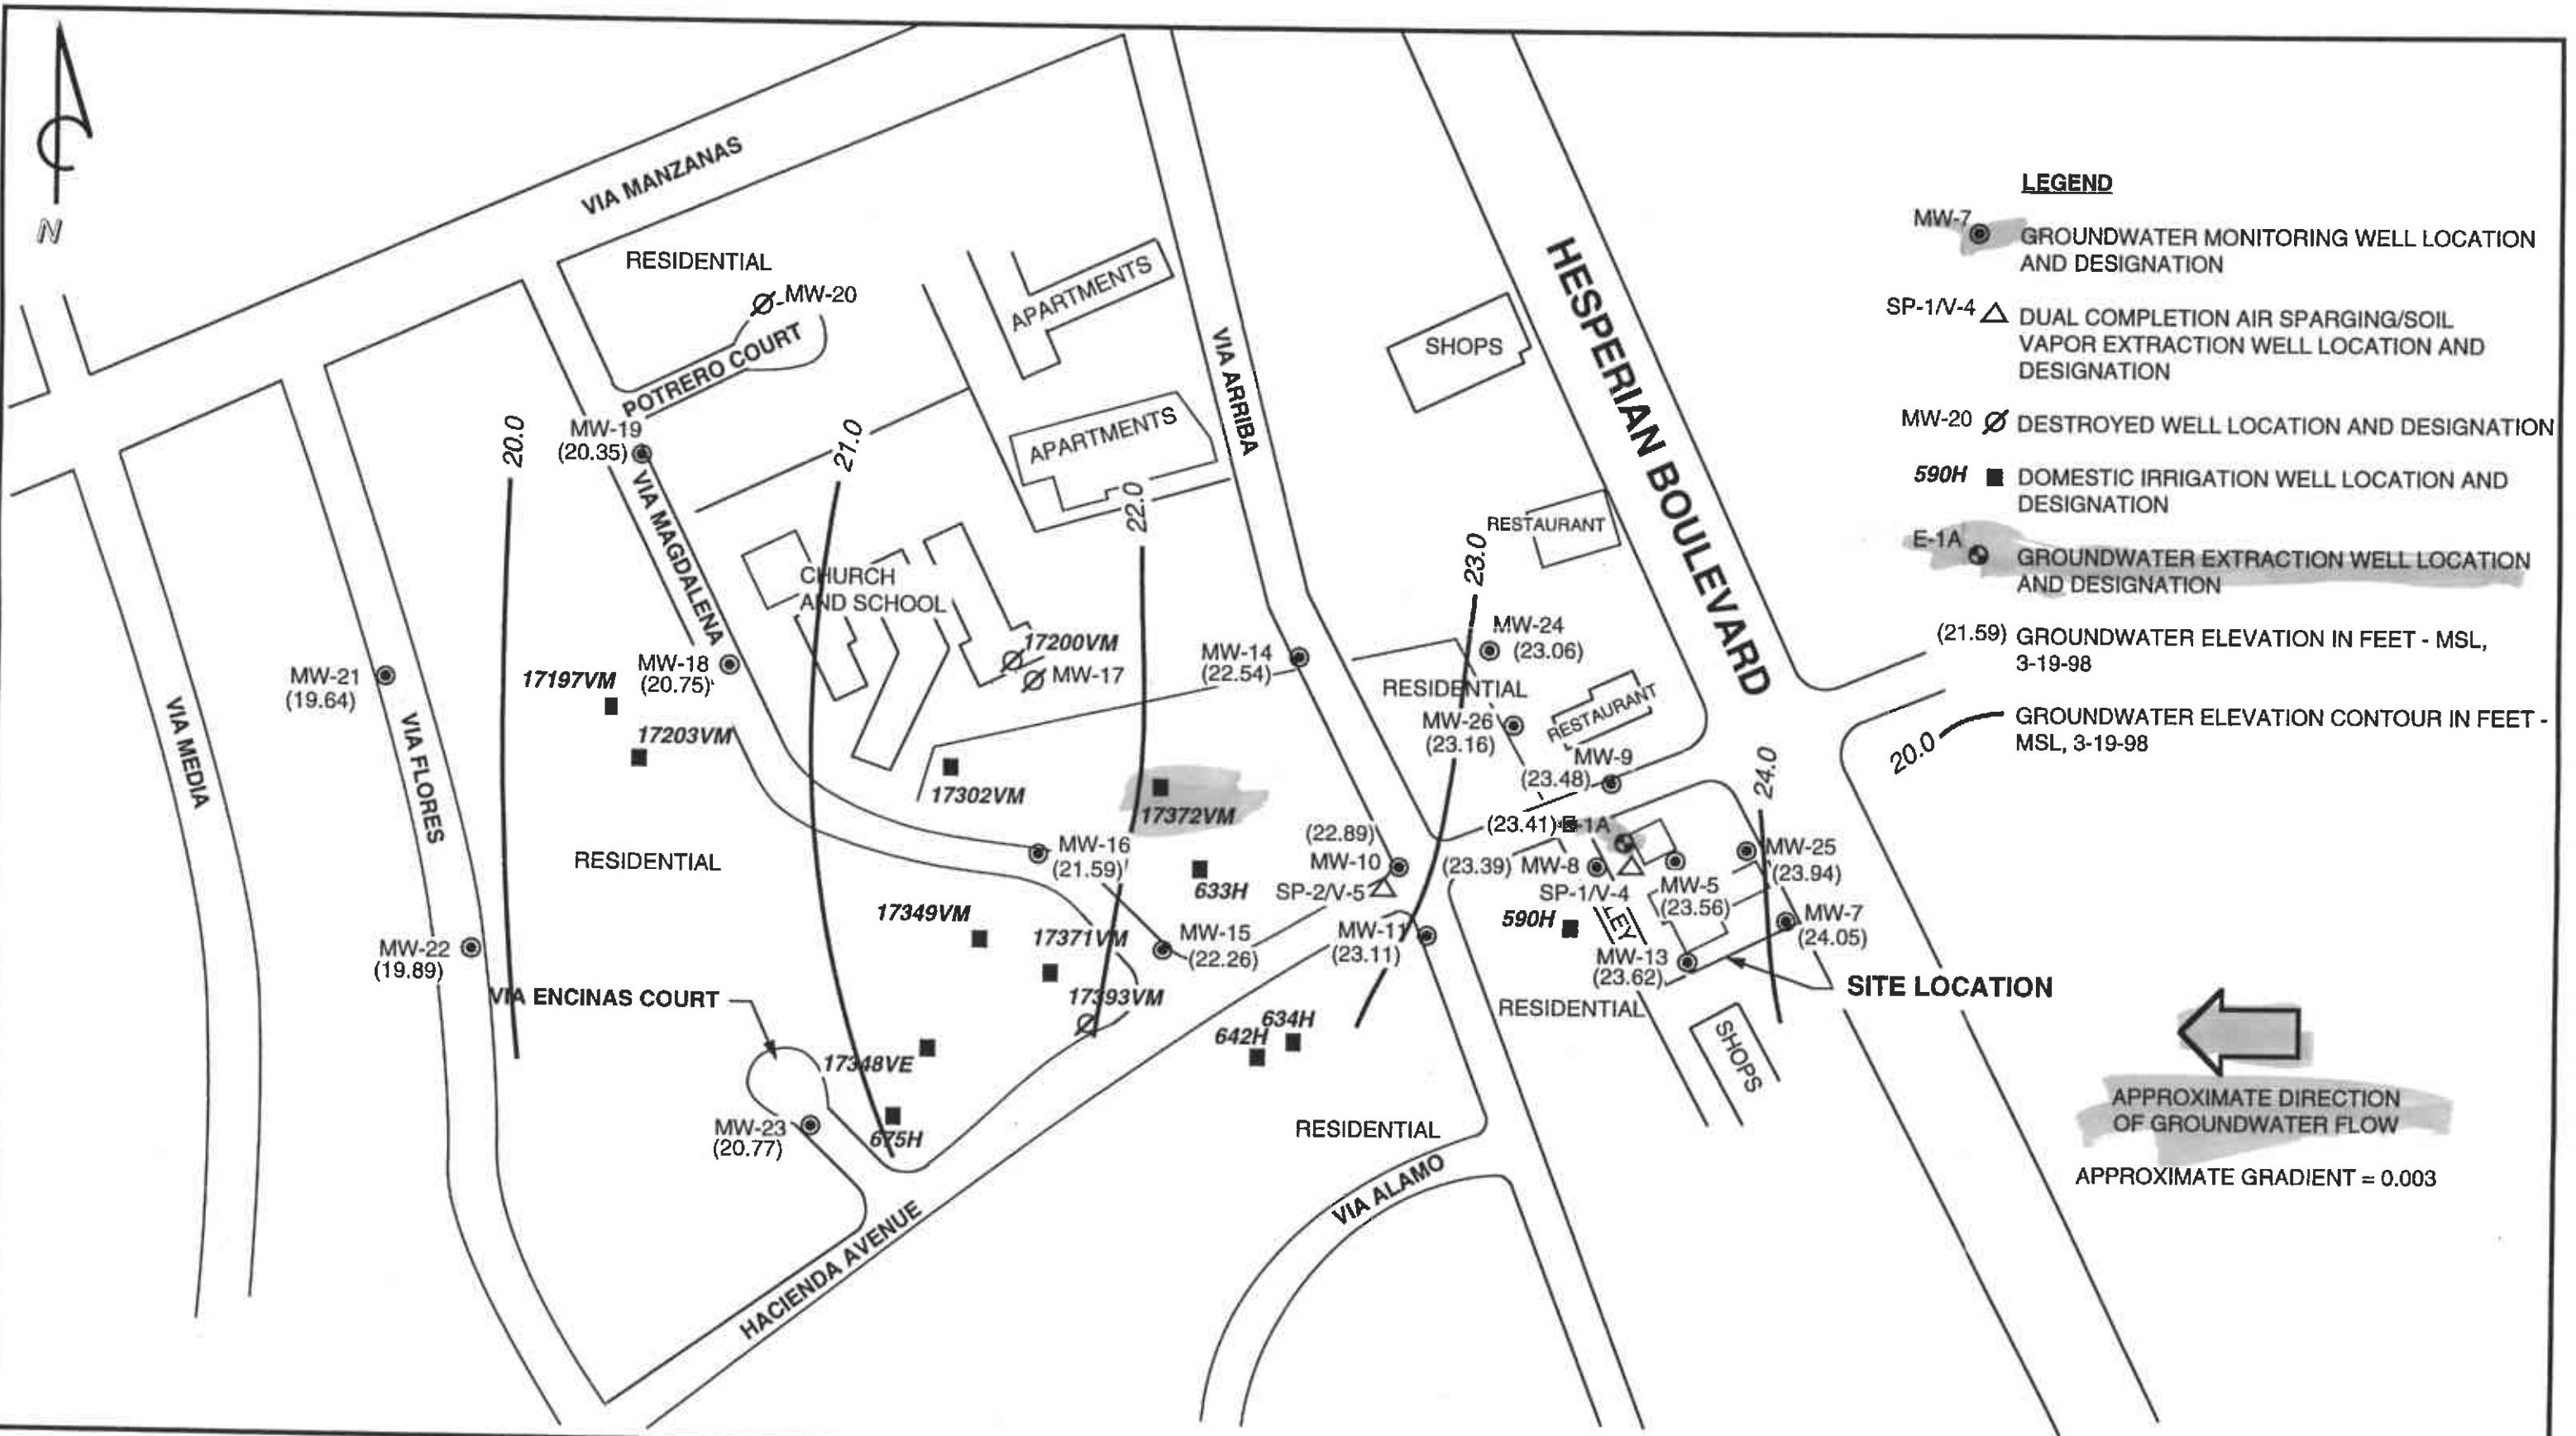 N
VIA MANZANAS
RESIDENTIAL
MW-20
POTRERO COURT
APARTMENTS
APARTMENTS
VIA ARRIBA
SHOPS
HESPERIAN BOULEVARD
20.0
MW-19
(20.35)
21.0
VIA MAGDALENA
22.0
RESTAURANT
23.0
CHURCH
AND SCHOOL
17200VM
MW-17
MW-14
(22.54)
MW-24
(23.06)
MW-21
(19.64)
17197VM
MW-18
(20.75)
RESIDENTIAL
MW-26
(23.16)
RESTAURANT
VIA MEDIA
VIA FLORES
17203VM
17302VM
17372VM
MW-9
(23.48)
24.0
(23.41)
-1A
RESIDENTIAL
MW-16
(21.59)
633H
(22.89)
MW-10
SP-2/V-5
(23.39) MW-8
SP-1/V-4
MW-5
(23.56)
MW-25
(23.94)
17349VM
17371VM
MW-15
(22.26)
MW-11
(23.11)
590H
LEY
MW-7
(24.05)
MW-13
(23.62)
SITE LOCATION
MW-22
(19.89)
VIA ENCINAS COURT
17393VM
634H
642H
RESIDENTIAL
SHOPS
17348VE
MW-23
(20.77)
675H
RESIDENTIAL
VIA ALAMO
HACIENDA AVENUE
LEGEND
MW-7 GROUNDWATER MONITORING WELL LOCATION
AND DESIGNATION
SP-1/V-4 DUAL COMPLETION AIR SPARGING/SOIL
VAPOR EXTRACTION WELL LOCATION AND
DESIGNATION
MW-20 DESTROYED WELL LOCATION AND DESIGNATION
590H DOMESTIC IRRIGATION WELL LOCATION AND
DESIGNATION
E-1A GROUNDWATER EXTRACTION WELL LOCATION
AND DESIGNATION
(21.59) GROUNDWATER ELEVATION IN FEET - MSL,
3-19-98
20.0 GROUNDWATER ELEVATION CONTOUR IN FEET -
MSL, 3-19-98
APPROXIMATE DIRECTION
OF GROUNDWATER FLOW
APPROXIMATE GRADIENT = 0.003